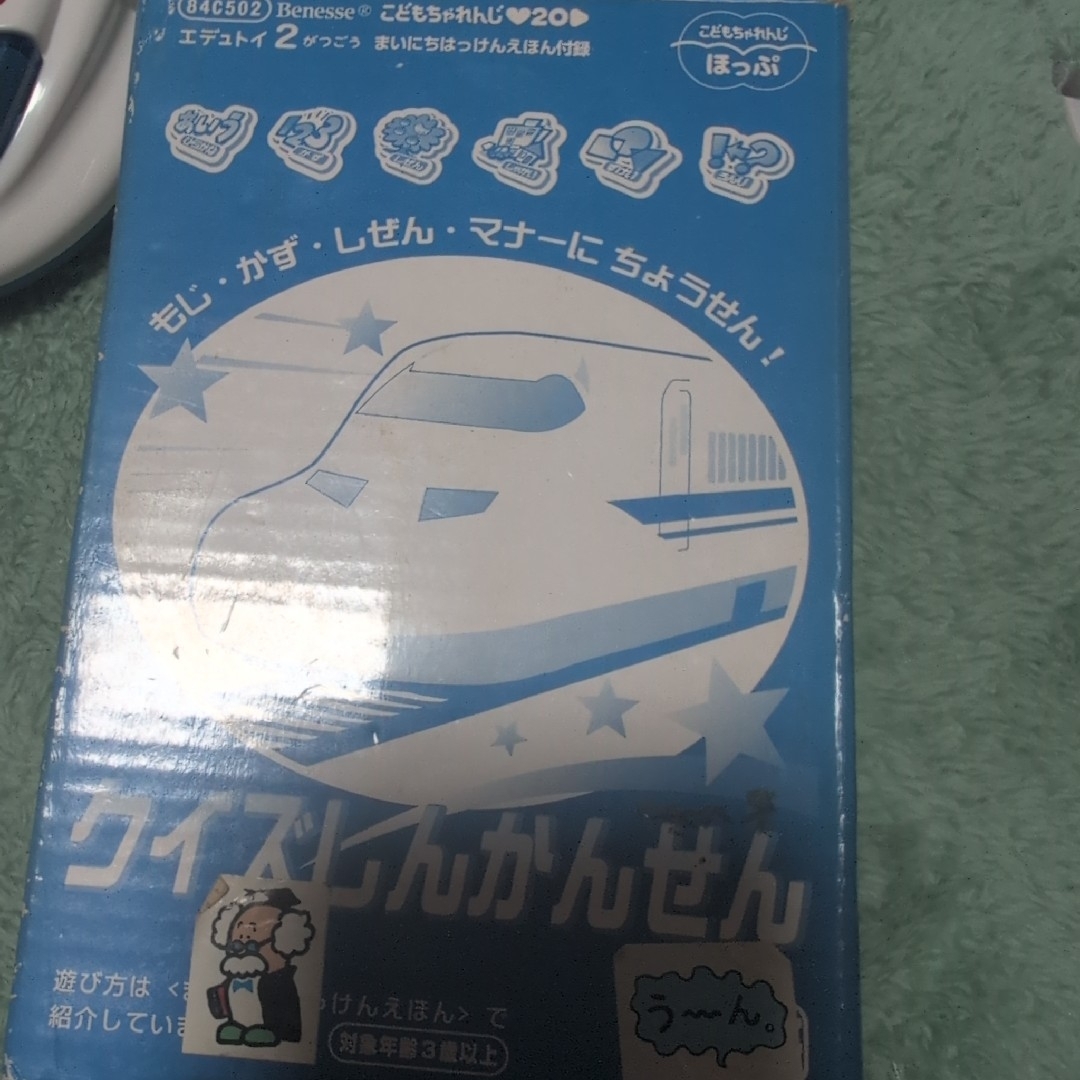 84C502 Benesse® こどもちゃれんじ♥20▶
エデュトイ 2 がつごう まいにちはっけんえほん付録
こどもちゃれんじ
ほっぷ
123
もじ・かず・しぜん・マナーに ちょうせん!
クイズしんかんせん
遊び方は くま
けんえほん> で
紹介していま
対象年齢3歳以上
う〜〜ん。